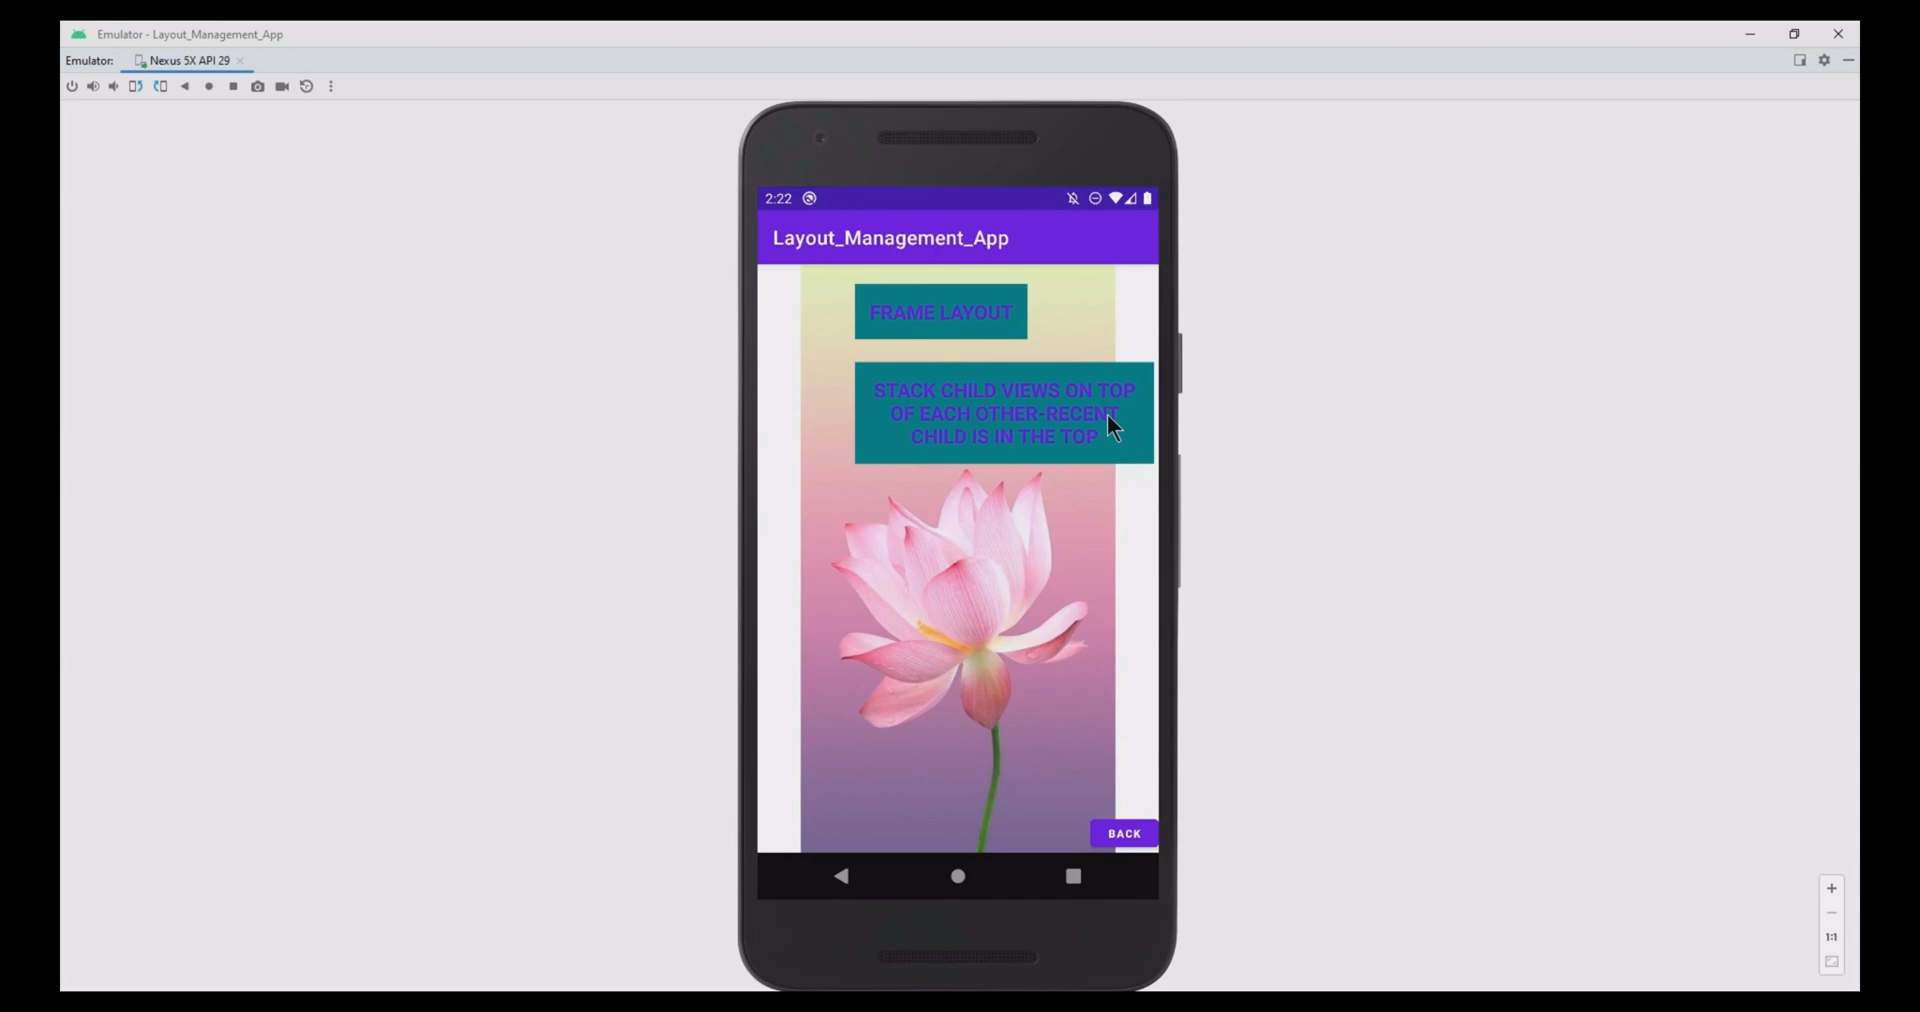 Emulator - Layout_Management_App
Emulator: Nexus 5X API 29
2:22
Layout_Management_App
FRAME LAYOUT
STACK CHILD VIEWS ON TOP
OF EACH OTHER-RECENT
CHILD IS IN THE TOP
BACK
1:1